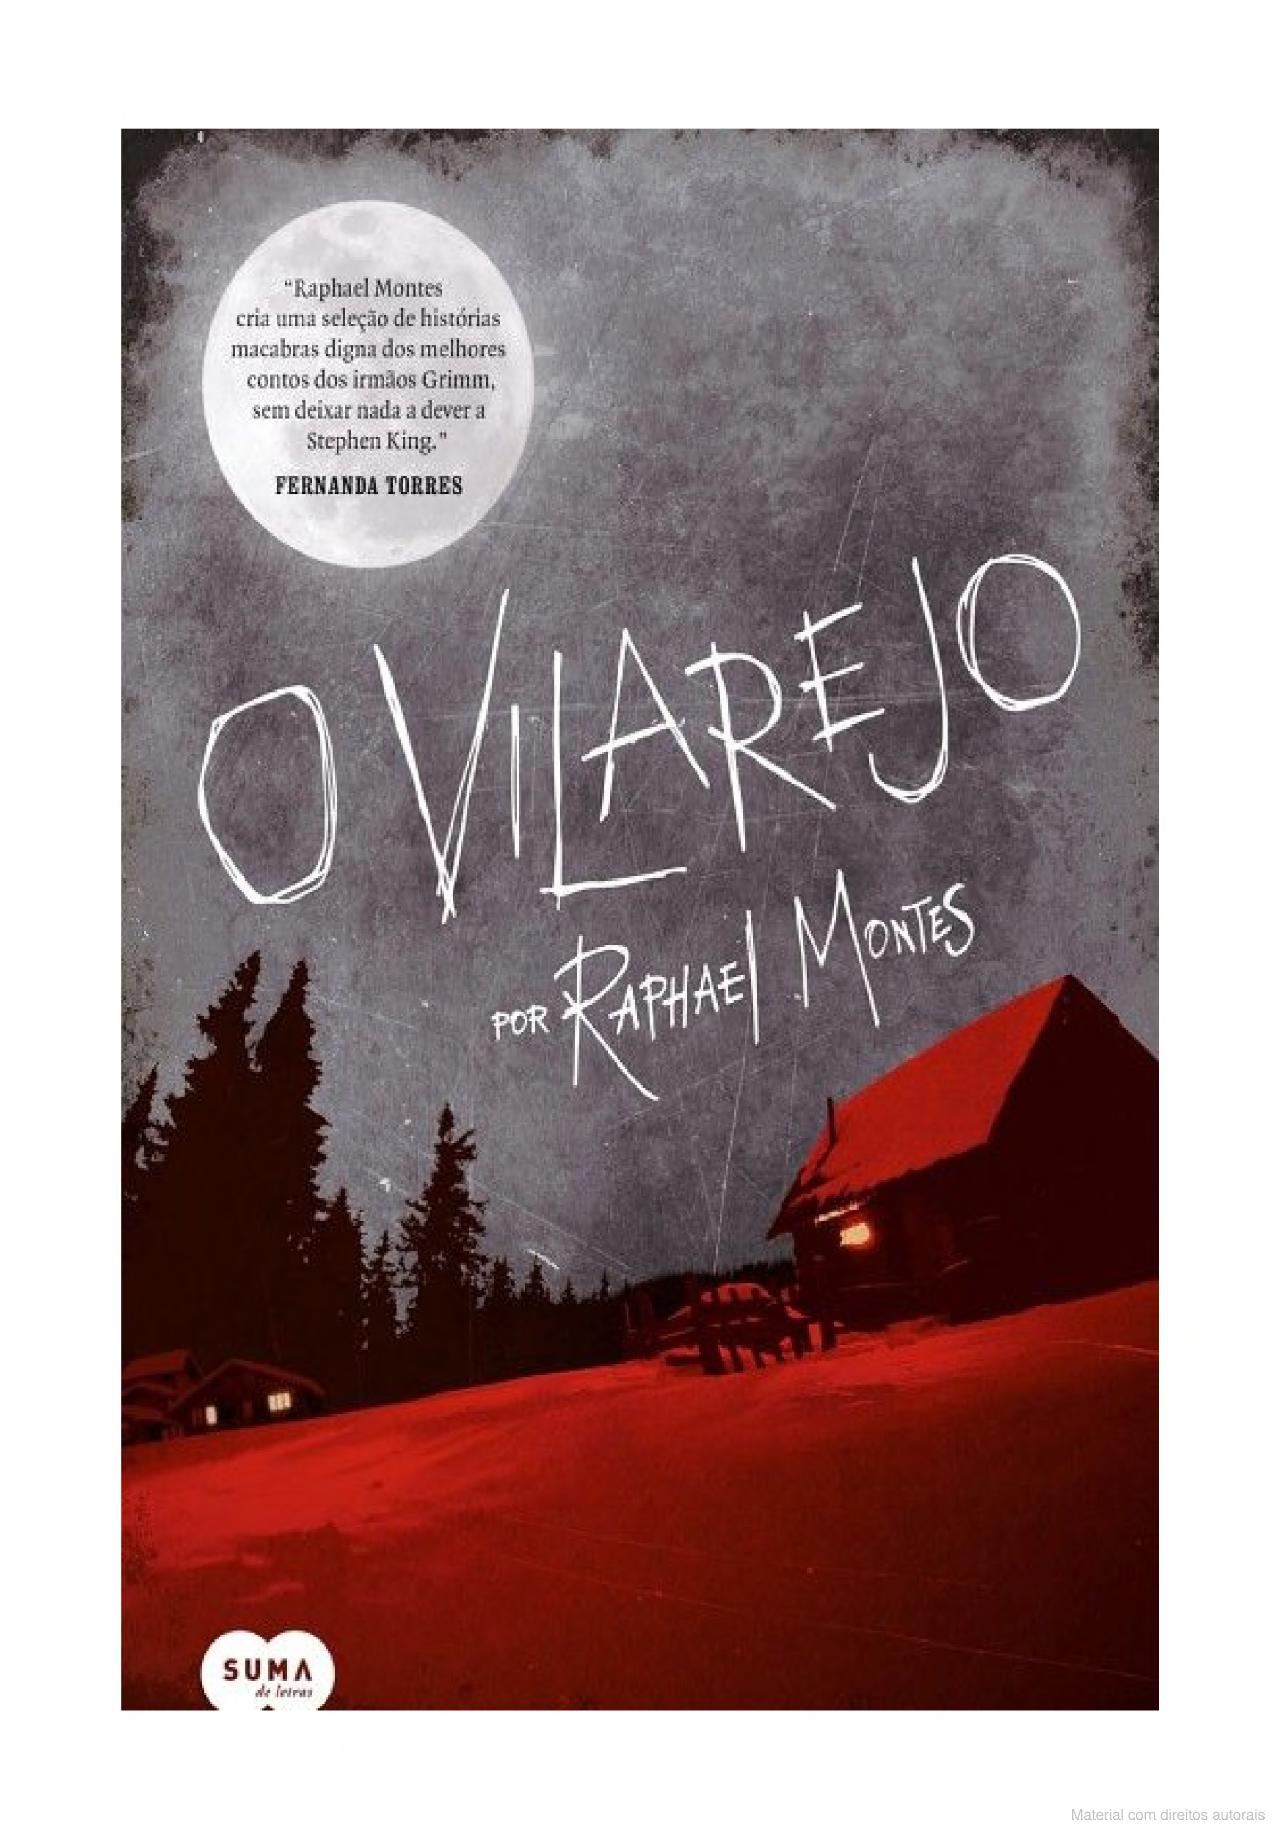 “Raphael Montes
cria uma seleção de histórias
macabras digna dos melhores
contos dos irmãos Grimm,
sem deixar nada a dever a
Stephen King.”
FERNANDA TORRES
O VILAREJO
POR RAPHAEL MONTES
SUMA
de letras
Material com direitos autorais